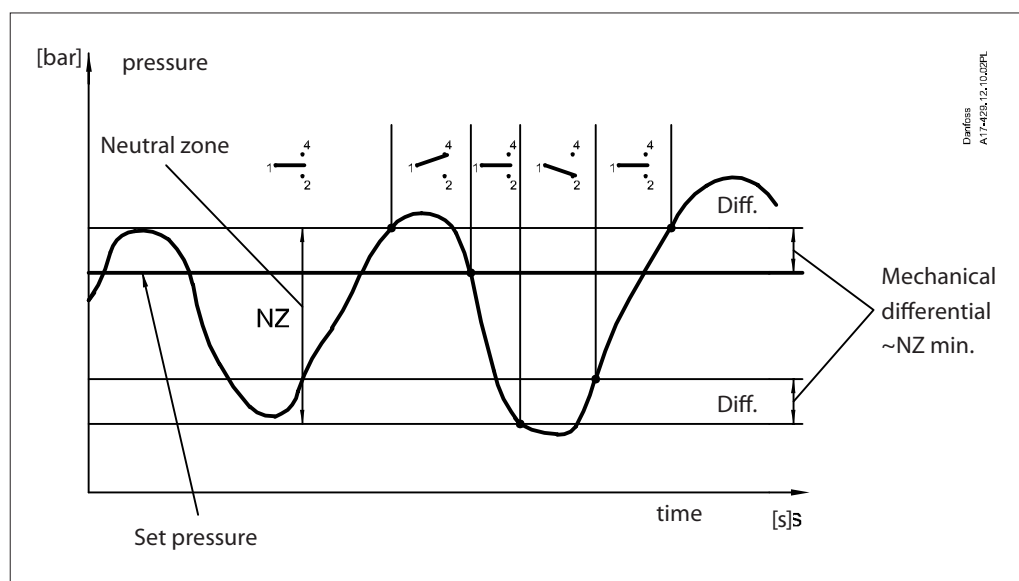 [bar]
pressure
Danfoss
A17-429.12.10.02PL
Neutral zone
4
1
2
4
1
2
4
1
2
4
1
2
4
1
2
Diff.
NZ
Mechanical
differential
~NZ min.
Diff.
Set pressure
time
[s]s